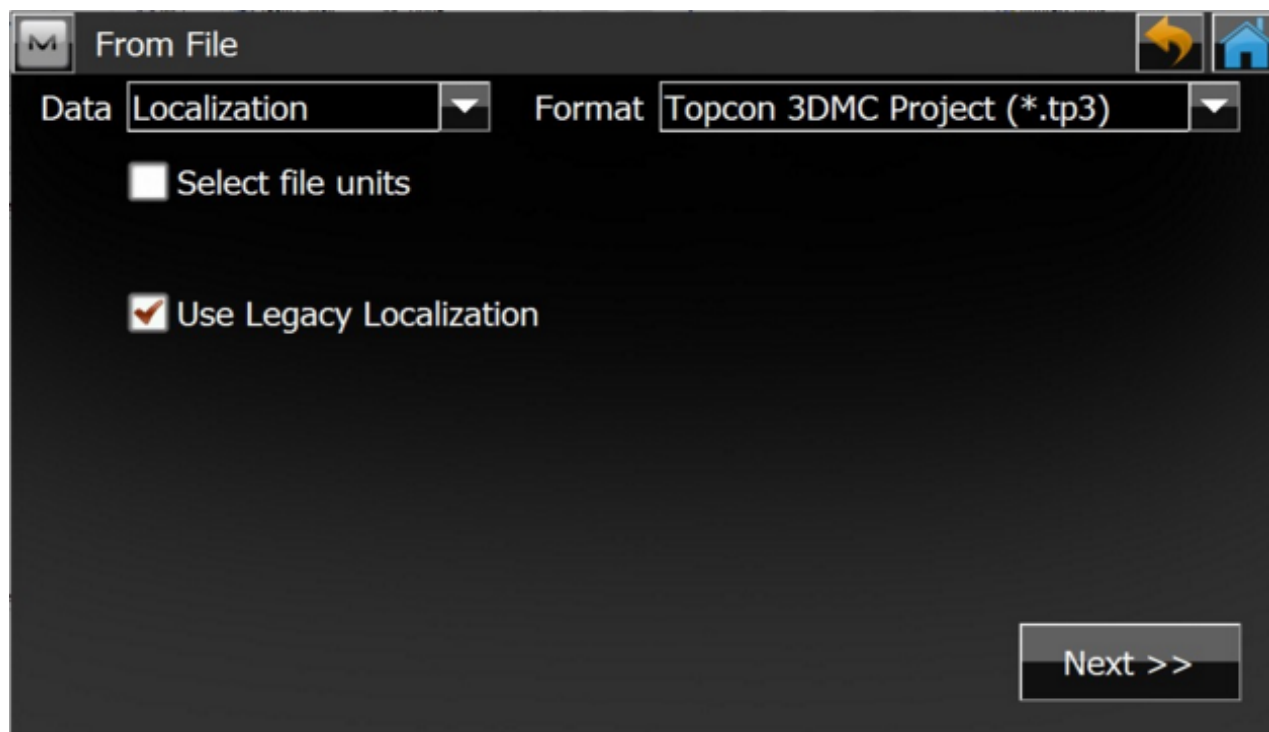 From File
Data Localization Format Topcon 3DMC Project (*.tp3)
Select file units
Use Legacy Localization
Next >>